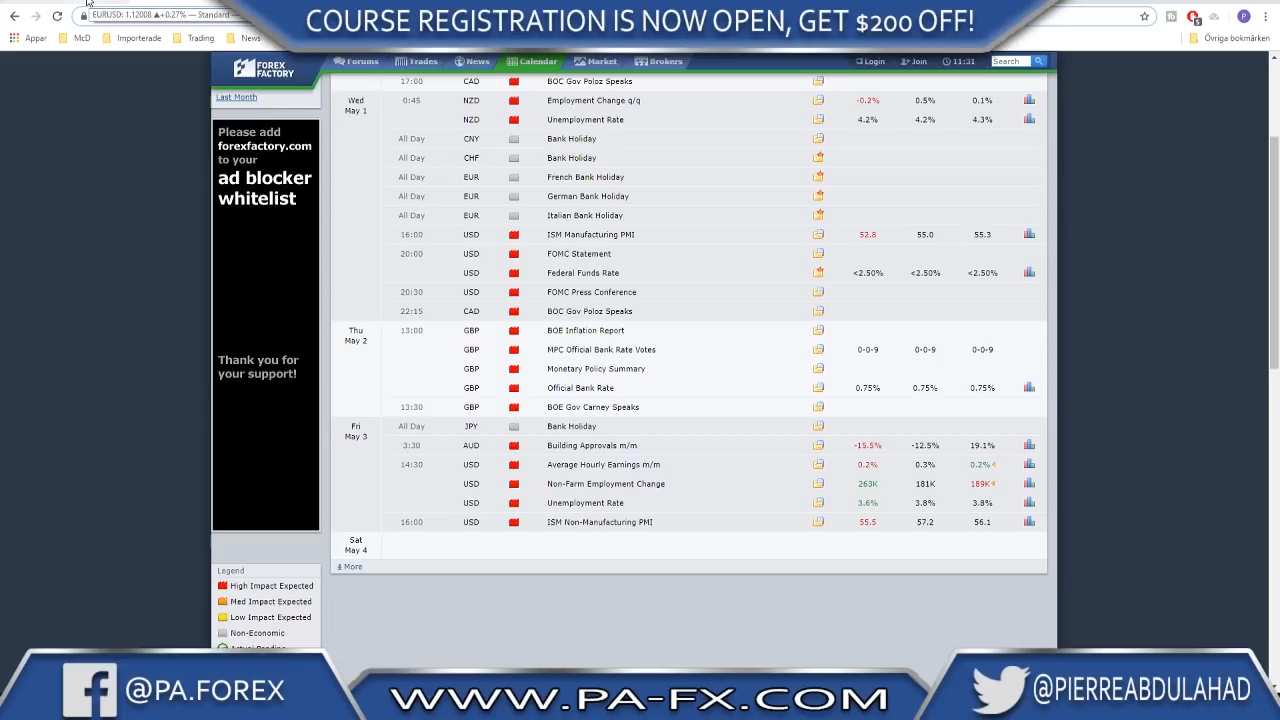 COURSE REGISTRATION IS NOW OPEN, GET $200 OFF!
EURUSD: 1.12008 ▲+0.27% — Standard
P
Appar McD Importerade Trading News Övriga bokmärken
FOREX FACTORY Forums Trades News Calendar Market Brokers Login Join 11:31 Search
Last Month
Please add
forexfactory.com
to your
ad blocker
whitelist
Thank you for
your support!
Legend
High Impact Expected
Med Impact Expected
Low Impact Expected
Non-Economic
Actual Pending
17:00 CAD BOC Gov Poloz Speaks
Wed May 1 0:45 NZD Employment Change q/q -0.2% 0.5% 0.1%
NZD Unemployment Rate 4.2% 4.2% 4.3%
All Day CNY Bank Holiday
All Day CHF Bank Holiday
All Day EUR French Bank Holiday
All Day EUR German Bank Holiday
All Day EUR Italian Bank Holiday
16:00 USD ISM Manufacturing PMI 52.8 55.0 55.3
20:00 USD FOMC Statement
USD Federal Funds Rate <2.50% <2.50% <2.50%
20:30 USD FOMC Press Conference
22:15 CAD BOC Gov Poloz Speaks
Thu May 2 13:00 GBP BOE Inflation Report
GBP MPC Official Bank Rate Votes 0-0-9 0-0-9 0-0-9
GBP Monetary Policy Summary
GBP Official Bank Rate 0.75% 0.75% 0.75%
13:30 GBP BOE Gov Carney Speaks
Fri May 3 All Day JPY Bank Holiday
3:30 AUD Building Approvals m/m -15.5% -12.5% 19.1%
14:30 USD Average Hourly Earnings m/m 0.2% 0.3% 0.2%
USD Non-Farm Employment Change 263K 181K 189K
USD Unemployment Rate 3.6% 3.8% 3.8%
16:00 USD ISM Non-Manufacturing PMI 55.5 57.2 56.1
Sat May 4
More
@PA.FOREX
WWW.PA-FX.COM
@PIERREABDULAHAD